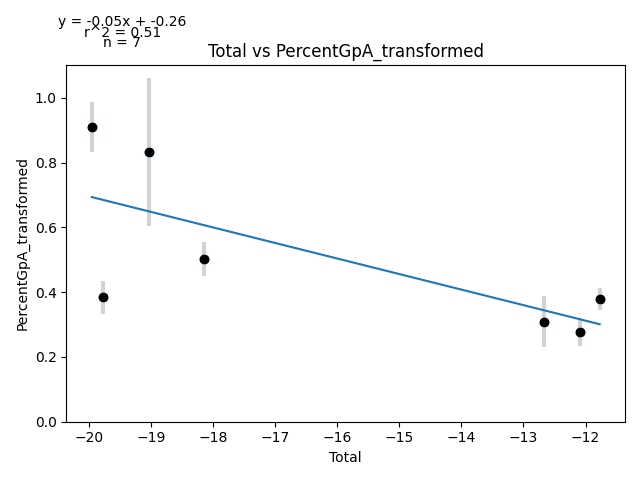 y = -0.05x + -0.26
r^2 = 0.51
n = 7
Total vs PercentGpA_transformed
PercentGpA_transformed
1.0
0.8
0.6
0.4
0.2
0.0
−20 −19 −18 −17 −16 −15 −14 −13 −12
Total